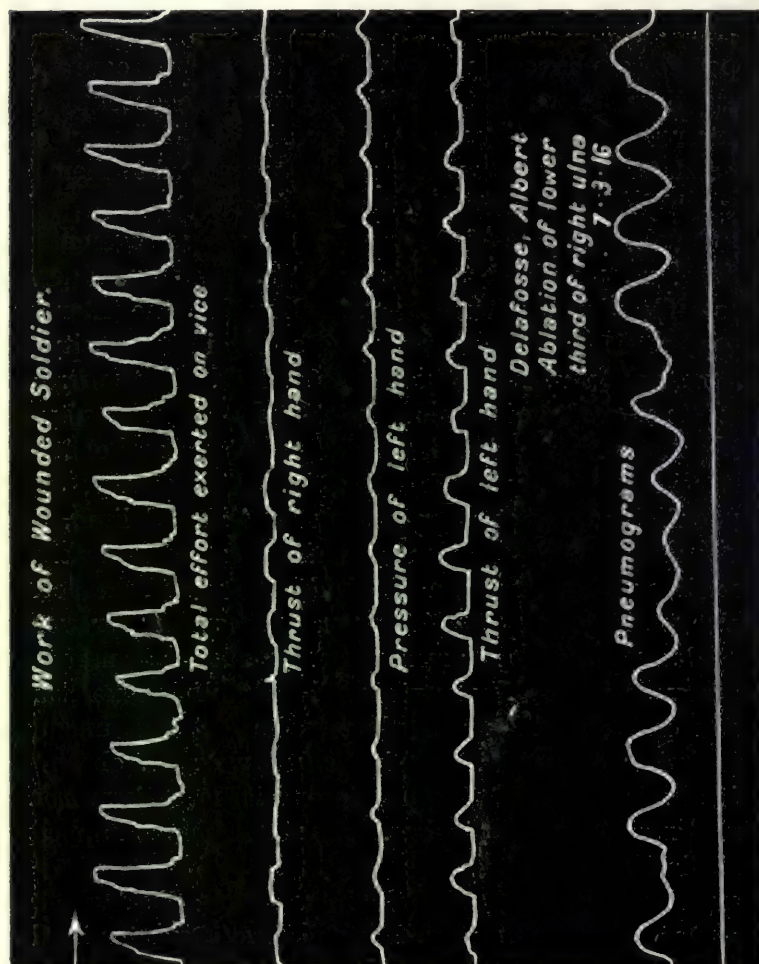 Work of Wounded Soldier.
Total effort exerted on vice
Thrust of right hand
Pressure of left hand
Thrust of left hand
Delafosse, Albert
Ablation of lower
third of right ulna
7·3·16
Pneumograms